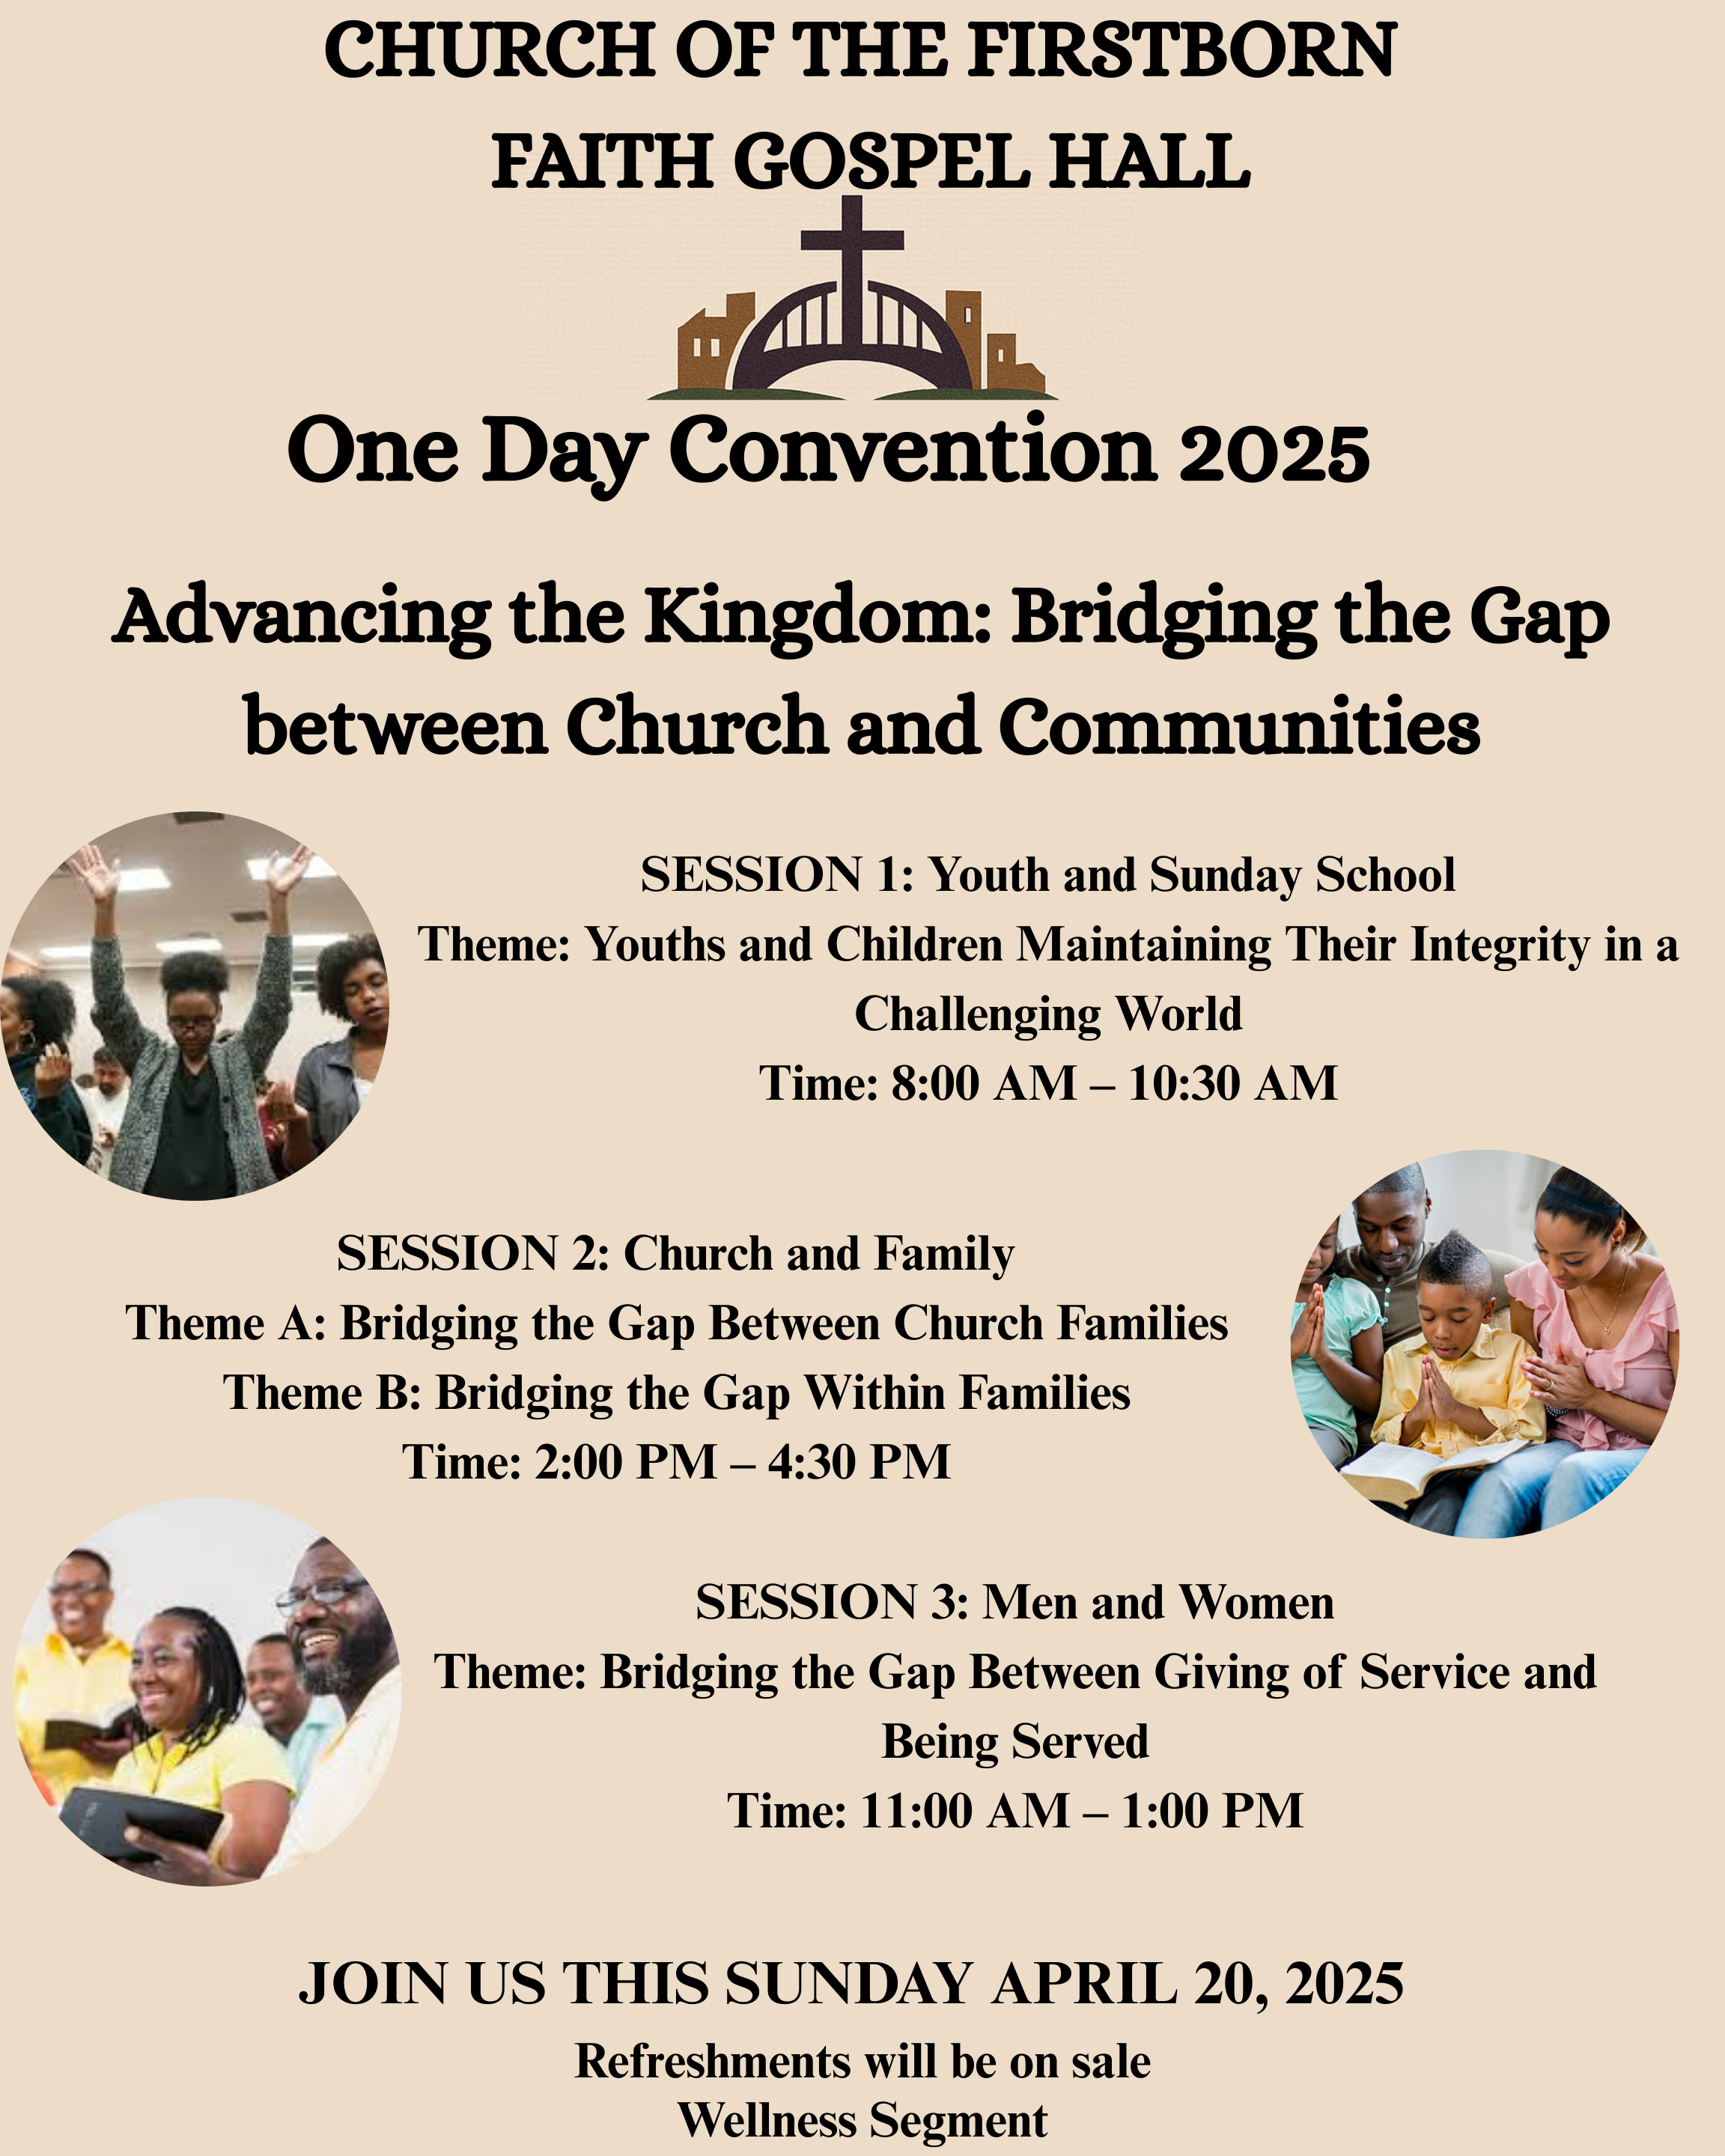 CHURCH OF THE FIRSTBORN
FAITH GOSPEL HALL
One Day Convention 2025
Advancing the Kingdom: Bridging the Gap
between Church and Communities
SESSION 1: Youth and Sunday School
Theme: Youths and Children Maintaining Their Integrity in a
Challenging World
Time: 8:00 AM – 10:30 AM
SESSION 2: Church and Family
Theme A: Bridging the Gap Between Church Families
Theme B: Bridging the Gap Within Families
Time: 2:00 PM – 4:30 PM
SESSION 3: Men and Women
Theme: Bridging the Gap Between Giving of Service and
Being Served
Time: 11:00 AM – 1:00 PM
JOIN US THIS SUNDAY APRIL 20, 2025
Refreshments will be on sale
Wellness Segment